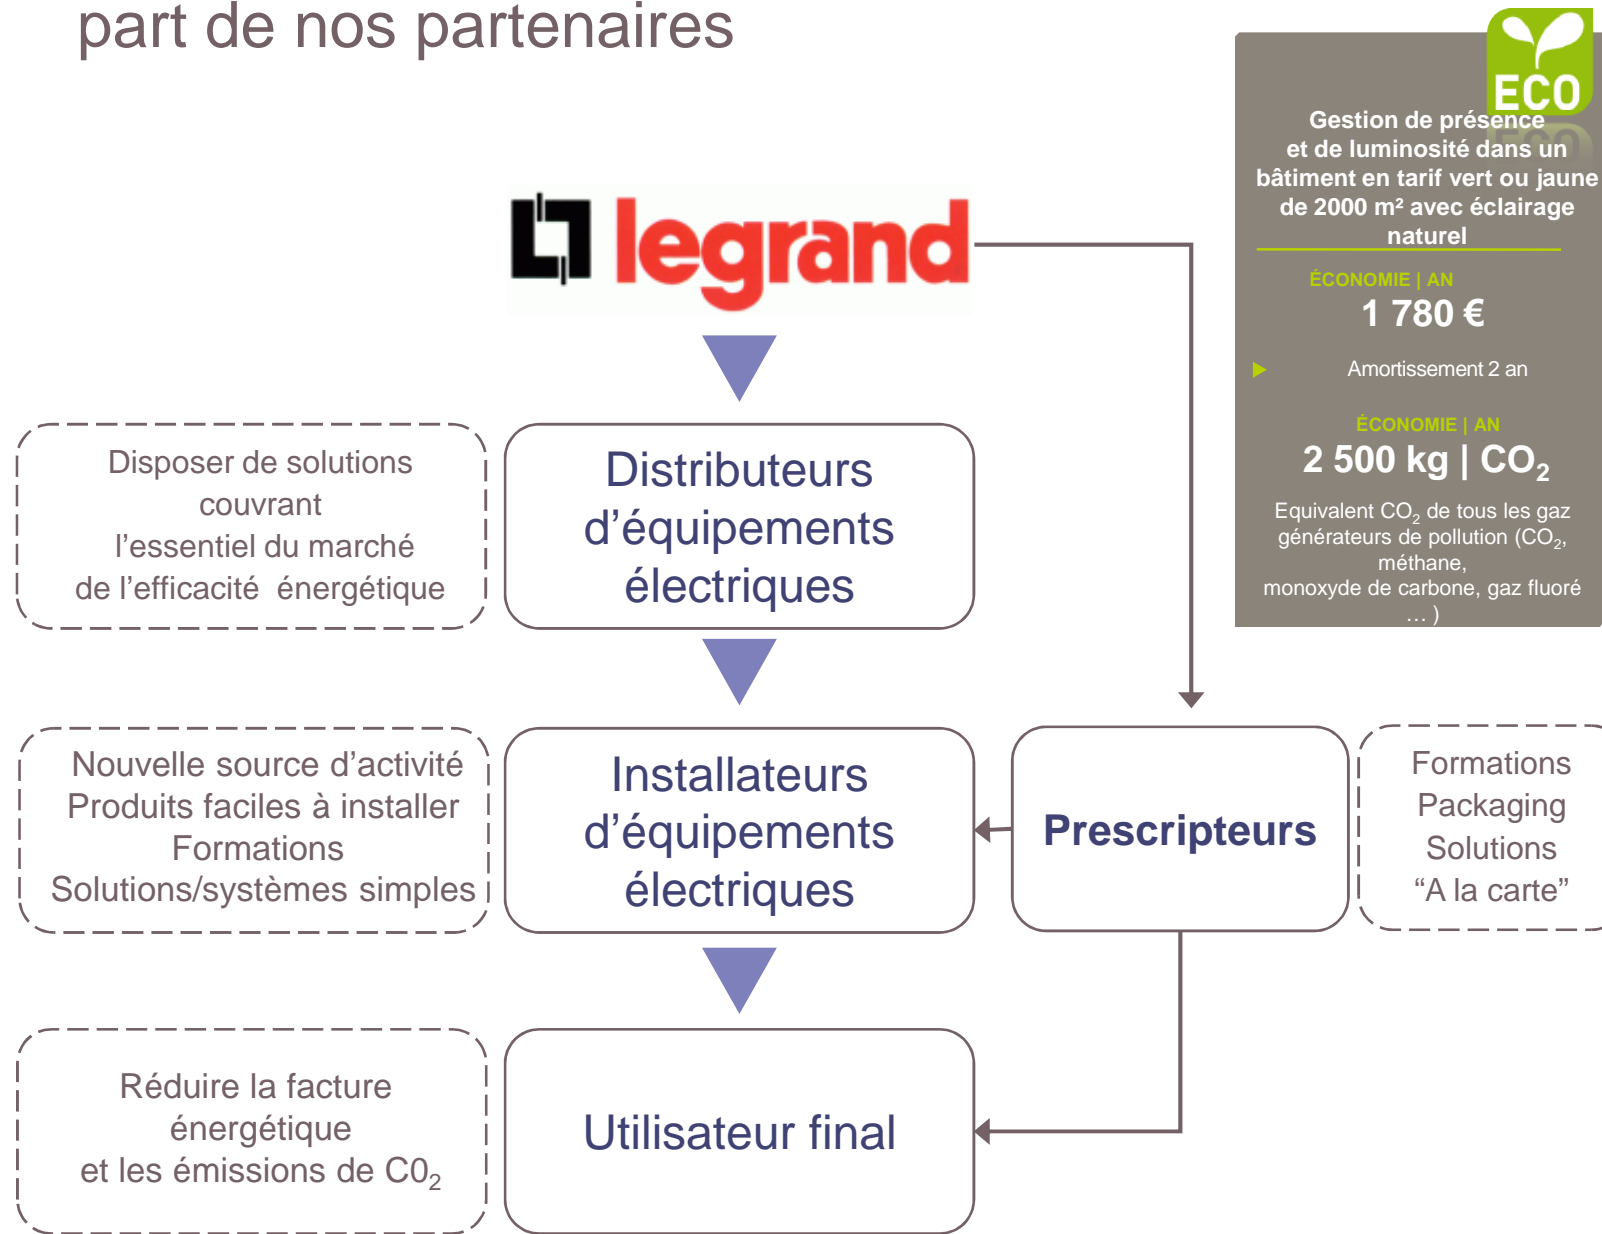 part de nos partenaires
ECO
Gestion de présence
et de luminosité dans un
bâtiment en tarif vert ou jaune
de 2000 m² avec éclairage
naturel
ÉCONOMIE | AN
1 780 €
Amortissement 2 an
ÉCONOMIE | AN
2 500 kg | CO₂
Equivalent CO₂ de tous les gaz
générateurs de pollution (CO₂,
méthane,
monoxyde de carbone, gaz fluoré
… )
legrand
Disposer de solutions
couvrant
l’essentiel du marché
de l’efficacité énergétique
Distributeurs
d’équipements
électriques
Nouvelle source d’activité
Produits faciles à installer
Formations
Solutions/systèmes simples
Installateurs
d’équipements
électriques
Prescripteurs
Formations
Packaging
Solutions
“A la carte”
Réduire la facture
énergétique
et les émissions de C0₂
Utilisateur final